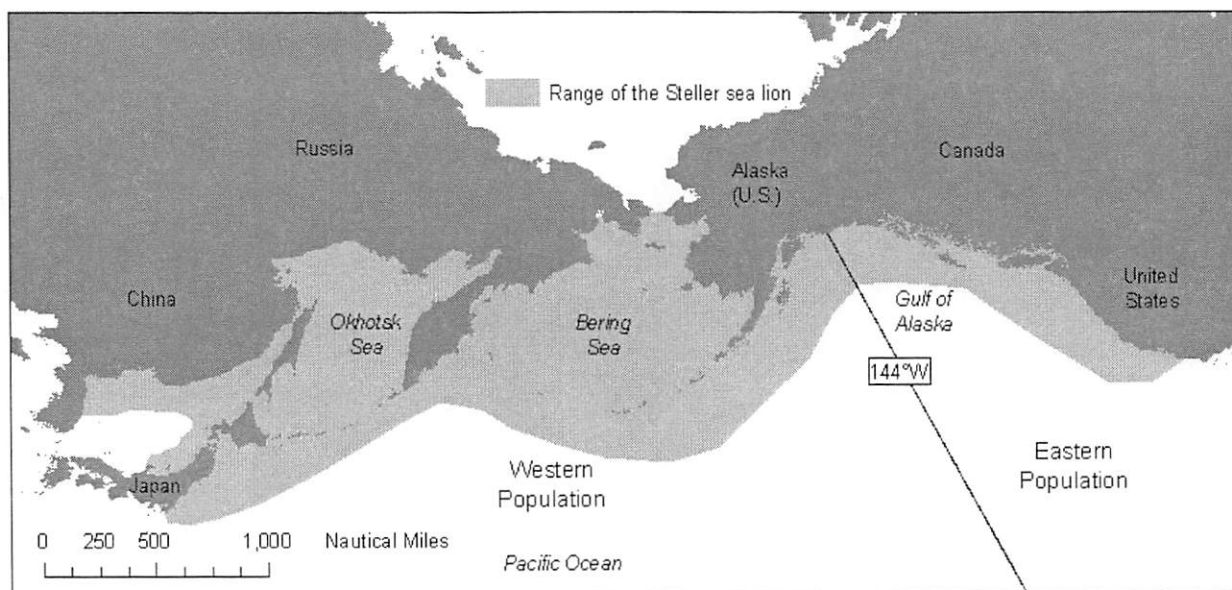 Range of the Steller sea lion
Russia
Canada
Alaska
(U.S.)
China
Okhotsk
Sea
Bering
Sea
Gulf of
Alaska
United
States
144°W
Western
Population
Eastern
Population
Japan
0 250 500 1,000 Nautical Miles
Pacific Ocean